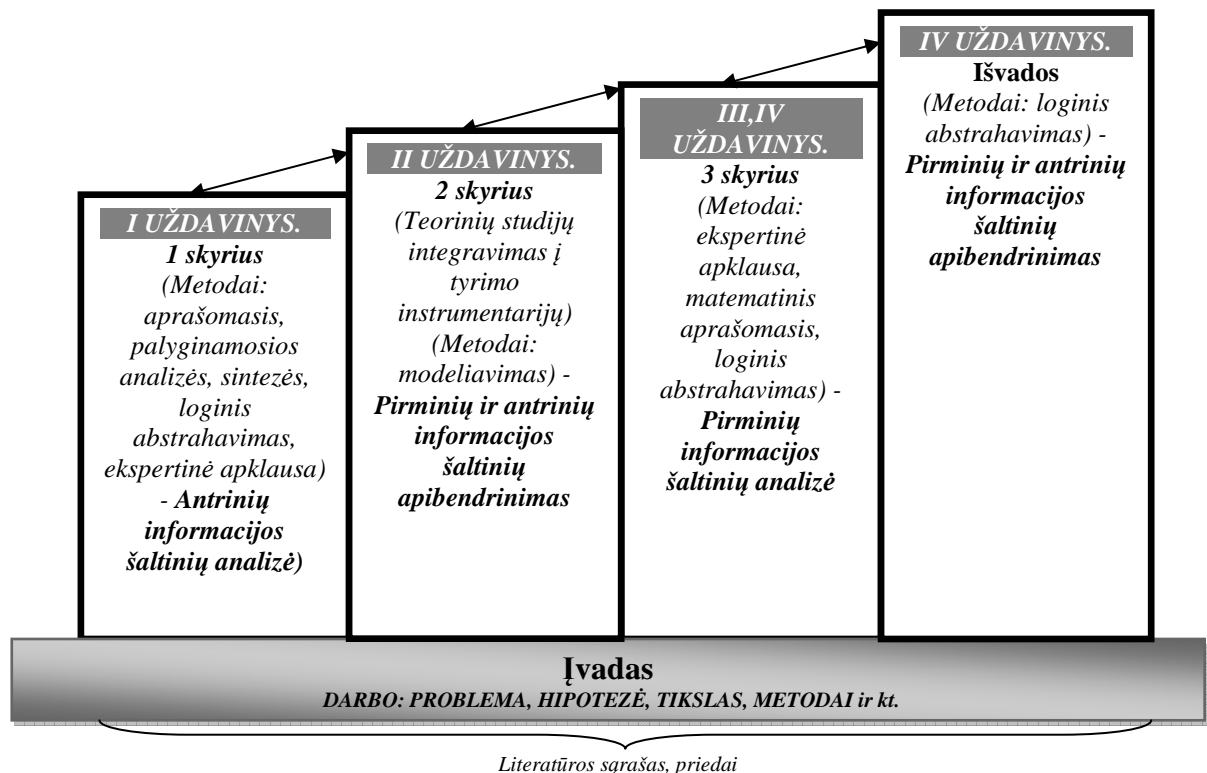 I UŽDAVINYS.
1 skyrius
(Metodai:
aprašomasis,
palyginamosios
analizės, sintezės,
loginis
abstrahavimas,
ekspertinė apklausa)
- Antrinių
informacijos
šaltinių analizė)
II UŽDAVINYS.
2 skyrius
(Teorinių studijų
integravimas į
tyrimo
instrumentarijų)
(Metodai:
modeliavimas) -
Pirminių ir antrinių
informacijos
šaltinių
apibendrinimas
III,IV
UŽDAVINYS.
3 skyrius
(Metodai:
ekspertinė
apklausa,
matematinis
aprašomasis,
loginis
abstrahavimas) -
Pirminių
informacijos
šaltinių analizė
IV UŽDAVINYS.
Išvados
(Metodai: loginis
abstrahavimas) -
Pirminių ir antrinių
informacijos
šaltinių
apibendrinimas
Įvadas
DARBO: PROBLEMA, HIPOTEZĖ, TIKSLAS, METODAI ir kt.
Literatūros sąrašas, priedai